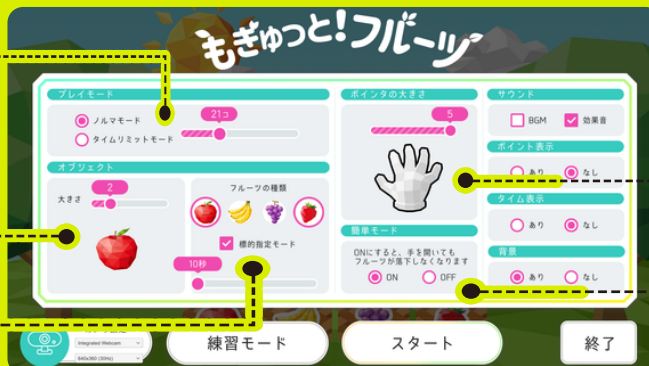 もぎゅっと!フルーツ
プレイモード
ノルマモード
タイムリミットモード
21コ
オブジェクト
大きさ
2
フルーツの種類
標的指定モード
10秒
ポインタの大きさ
5
簡単モード
ONにすると、手を開いても
フルーツが落下しなくなります
ON
OFF
サウンド
BGM
効果音
ポイント表示
あり
なし
タイム表示
あり
なし
背景
あり
なし
Integrated Webcam
640x360 (30Hz)
練習モード
スタート
終了